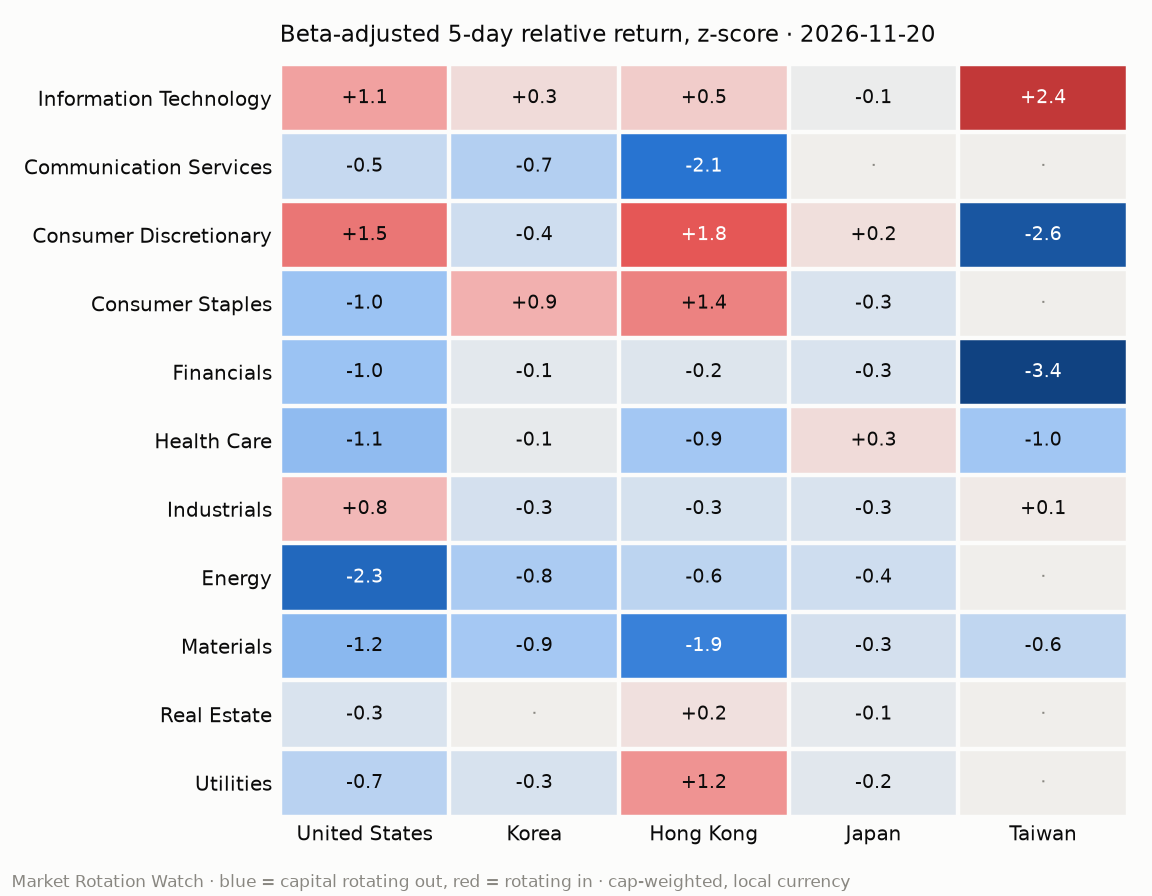 Beta-adjusted 5-day relative return, z-score · 2026-11-20
Information Technology +1.1 +0.3 +0.5 -0.1 +2.4
Communication Services -0.5 -0.7 -2.1 · ·
Consumer Discretionary +1.5 -0.4 +1.8 +0.2 -2.6
Consumer Staples -1.0 +0.9 +1.4 -0.3 ·
Financials -1.0 -0.1 -0.2 -0.3 -3.4
Health Care -1.1 -0.1 -0.9 +0.3 -1.0
Industrials +0.8 -0.3 -0.3 -0.3 +0.1
Energy -2.3 -0.8 -0.6 -0.4 ·
Materials -1.2 -0.9 -1.9 -0.3 -0.6
Real Estate -0.3 · +0.2 -0.1 ·
Utilities -0.7 -0.3 +1.2 -0.2 ·
United States Korea Hong Kong Japan Taiwan
Market Rotation Watch · blue = capital rotating out, red = rotating in · cap-weighted, local currency